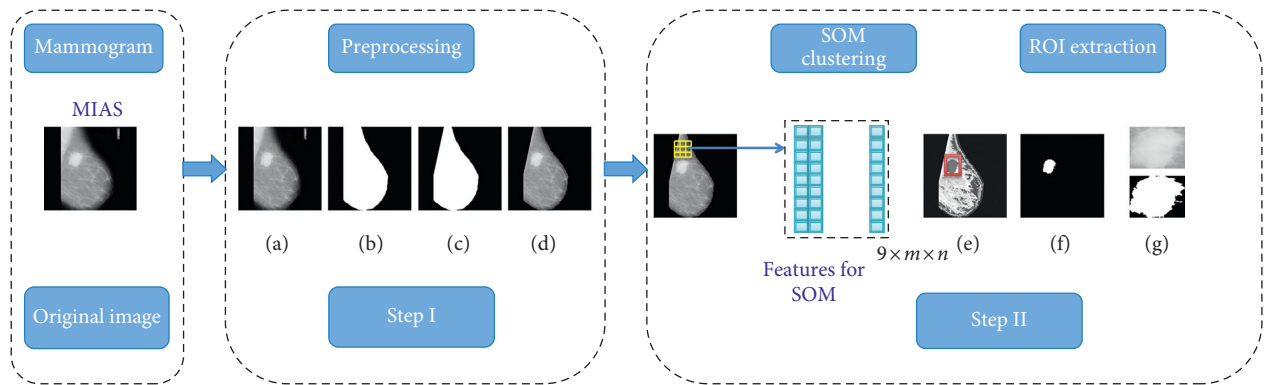 Mammogram
MIAS
Original image
Preprocessing
(a)
(b)
(c)
(d)
Step I
SOM
clustering
ROI extraction
Features for
SOM
9 × m × n
(e)
(f)
(g)
Step II